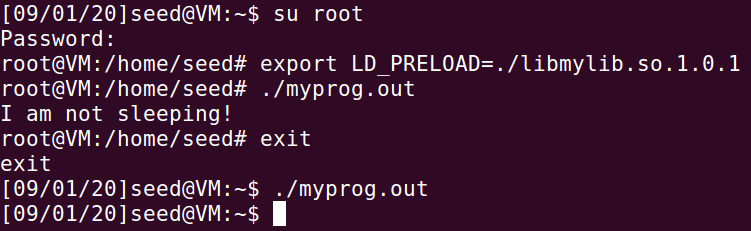 [09/01/20]seed@VM:~$ su root
Password:
root@VM:/home/seed# export LD_PRELOAD=./libmylib.so.1.0.1
root@VM:/home/seed# ./myprog.out
I am not sleeping!
root@VM:/home/seed# exit
exit
[09/01/20]seed@VM:~$ ./myprog.out
[09/01/20]seed@VM:~$